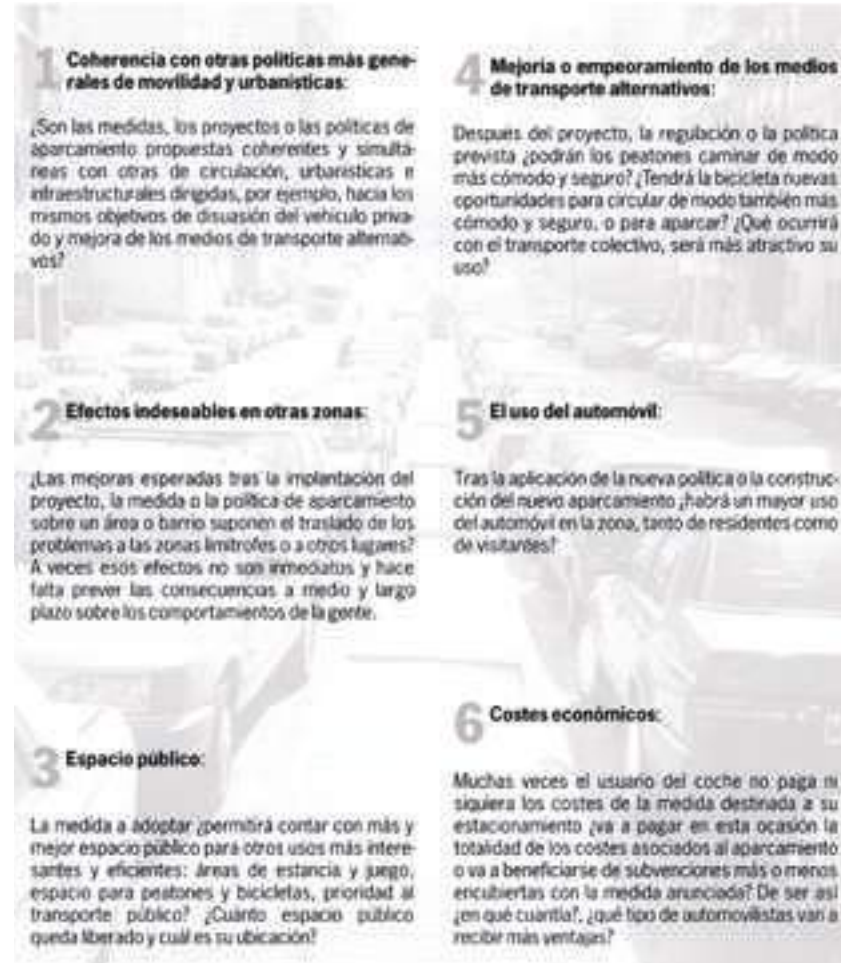 1 Coherencia con otras políticas más gene-
rales de movilidad y urbanísticas:
¿Son las medidas, los proyectos o las políticas de
aparcamiento propuestas coherentes y simultá-
neas con otras de circulación, urbanísticas e
infraestructurales dirigidas, por ejemplo, hacia los
mismos objetivos de disuasión del vehículo priva-
do y mejora de los medios de transporte alternati-
vos?
2 Efectos indeseables en otras zonas:
¿Las mejoras esperadas tras la implantación del
proyecto, la medida o la política de aparcamiento
sobre un área o barrio suponen el traslado de los
problemas a las zonas limítrofes o a otros lugares?
A veces esos efectos no son inmediatos y hace
falta prever las consecuencias a medio y largo
plazo sobre los comportamientos de la gente.
3 Espacio público:
La medida a adoptar ¿permitirá contar con más y
mejor espacio público para otros usos más intere-
santes y eficientes: áreas de estancia y juego,
espacio para peatones y bicicletas, prioridad al
transporte público? ¿Cuánto espacio público
queda liberado y cuál es su ubicación?
4 Mejoría o empeoramiento de los medios
de transporte alternativos:
Después del proyecto, la regulación o la política
prevista ¿podrán los peatones caminar de modo
más cómodo y seguro? ¿Tendrá la bicicleta nuevas
oportunidades para circular de modo también más
cómodo y seguro, o para aparcar? ¿Qué ocurrirá
con el transporte colectivo, será más atractivo su
uso?
5 El uso del automóvil:
Tras la aplicación de la nueva política o la construc-
ción del nuevo aparcamiento ¿habrá un mayor uso
del automóvil en la zona, tanto de residentes como
de visitantes?
6 Costes económicos:
Muchas veces el usuario del coche no paga ni
siquiera los costes de la medida destinada a su
estacionamiento ¿va a pagar en esta ocasión la
totalidad de los costes asociados al aparcamiento
o va a beneficiarse de subvenciones más o menos
encubiertas con la medida anunciada? De ser así
¿en qué cuantía?, ¿qué tipo de automovilistas van a
recibir más ventajas?